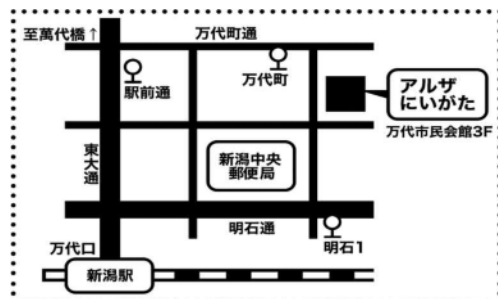 至萬代橋↑
万代町通
駅前通
万代町
アルザ
にいがた
万代市民会館3F
東大通
新潟中央
郵便局
明石通
明石1
万代口
新潟駅